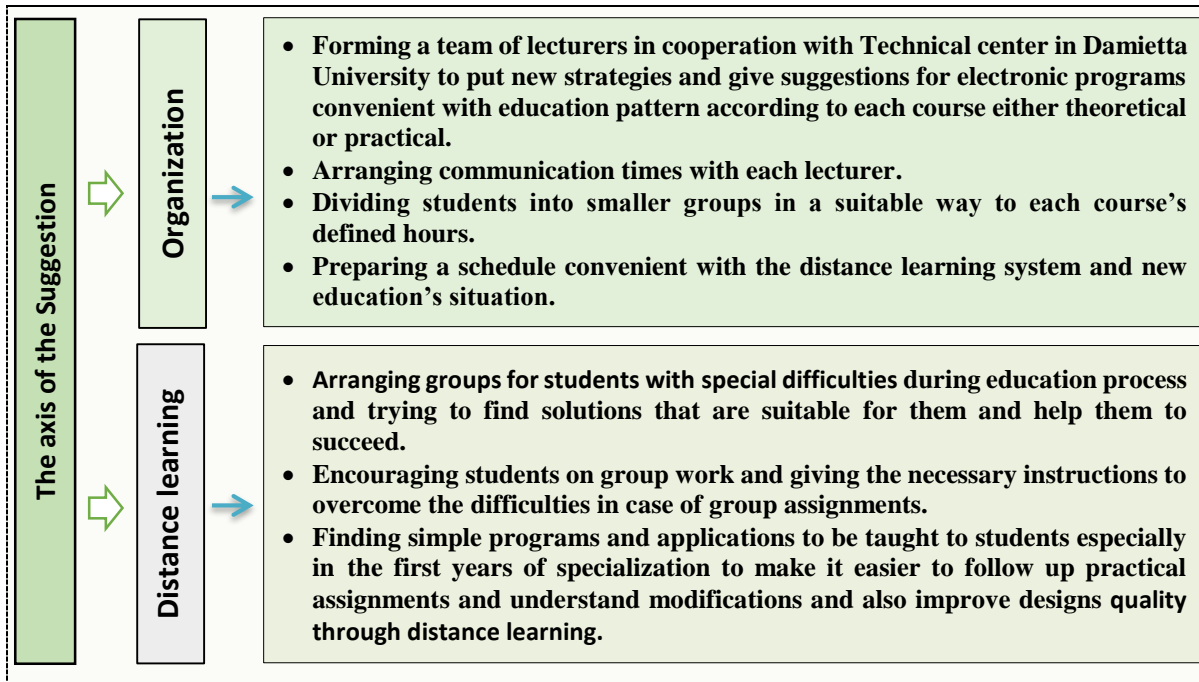 The axis of the Suggestion
Organization
• Forming a team of lecturers in cooperation with Technical center in Damietta
University to put new strategies and give suggestions for electronic programs
convenient with education pattern according to each course either theoretical
or practical.
• Arranging communication times with each lecturer.
• Dividing students into smaller groups in a suitable way to each course's
defined hours.
• Preparing a schedule convenient with the distance learning system and new
education's situation.
Distance learning
• Arranging groups for students with special difficulties during education process
and trying to find solutions that are suitable for them and help them to
succeed.
• Encouraging students on group work and giving the necessary instructions to
overcome the difficulties in case of group assignments.
• Finding simple programs and applications to be taught to students especially
in the first years of specialization to make it easier to follow up practical
assignments and understand modifications and also improve designs quality
through distance learning.